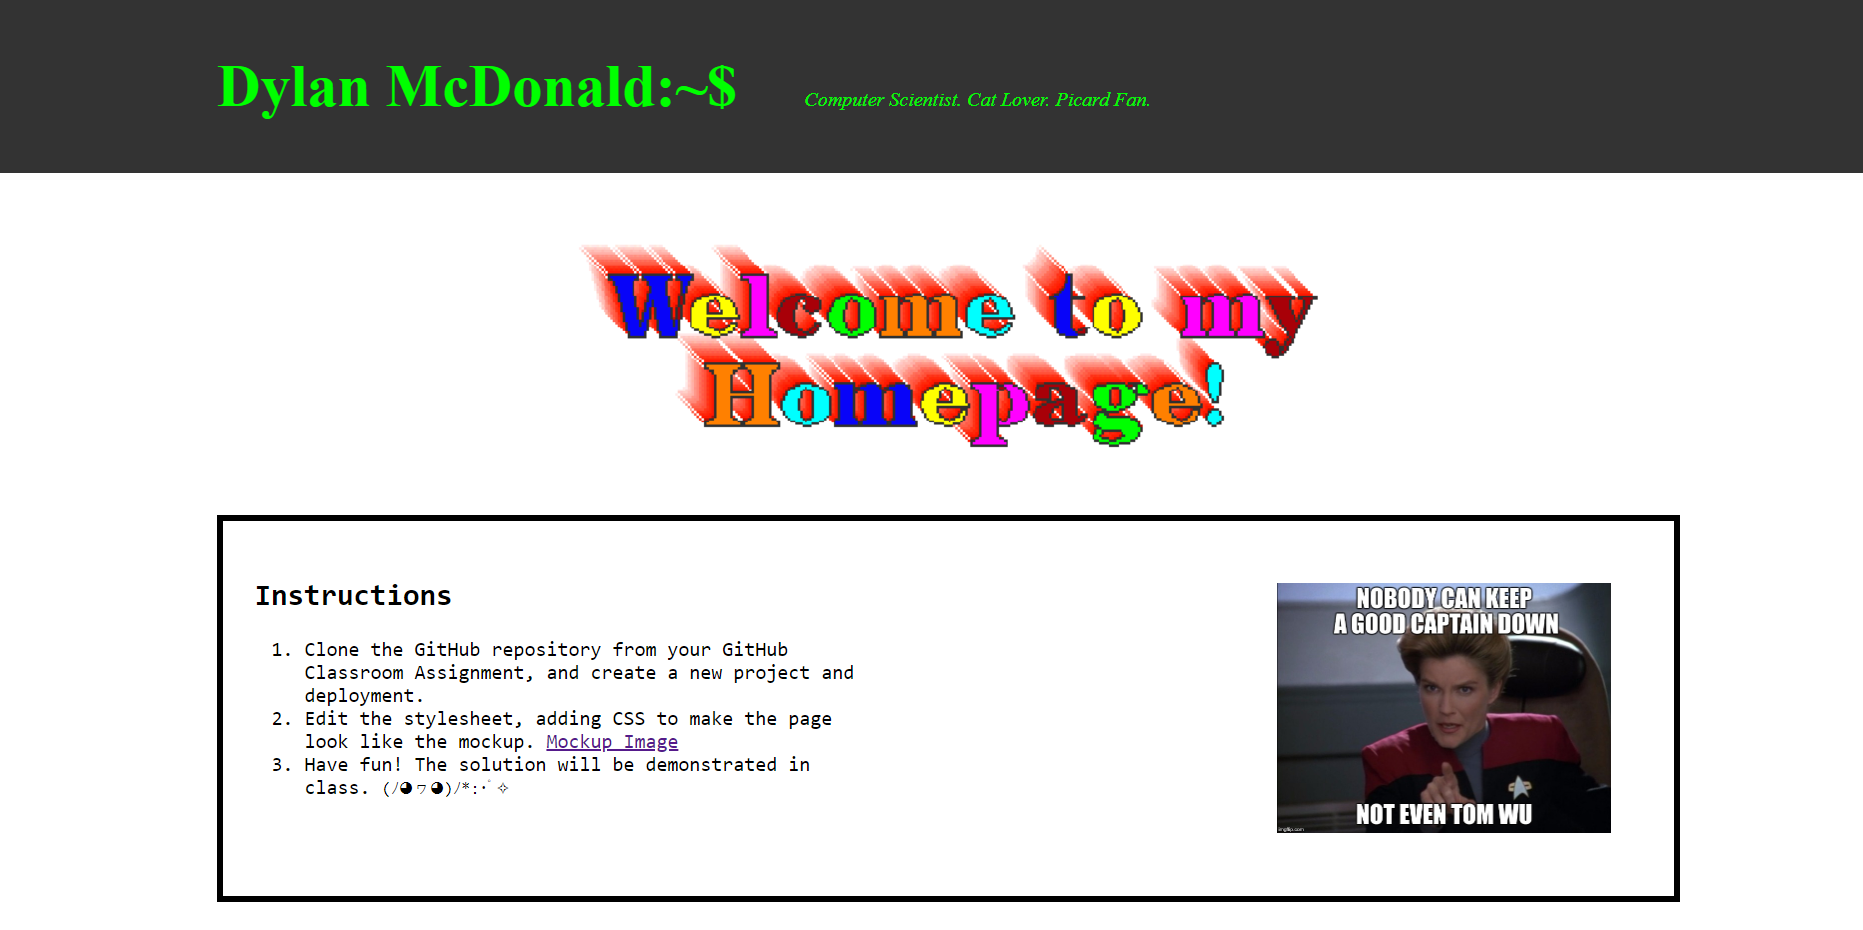 Dylan McDonald:~$
Computer Scientist. Cat Lover. Picard Fan.
Welcome to my
Homepage!
Instructions
1. Clone the GitHub repository from your GitHub
Classroom Assignment, and create a new project and
deployment.
2. Edit the stylesheet, adding CSS to make the page
look like the mockup. Mockup Image
3. Have fun! The solution will be demonstrated in
class. (ﾉ◕ヮ◕)ﾉ*:･ﾟ✧
NOBODY CAN KEEP
A GOOD CAPTAIN DOWN
NOT EVEN TOM WU
imgflip.com